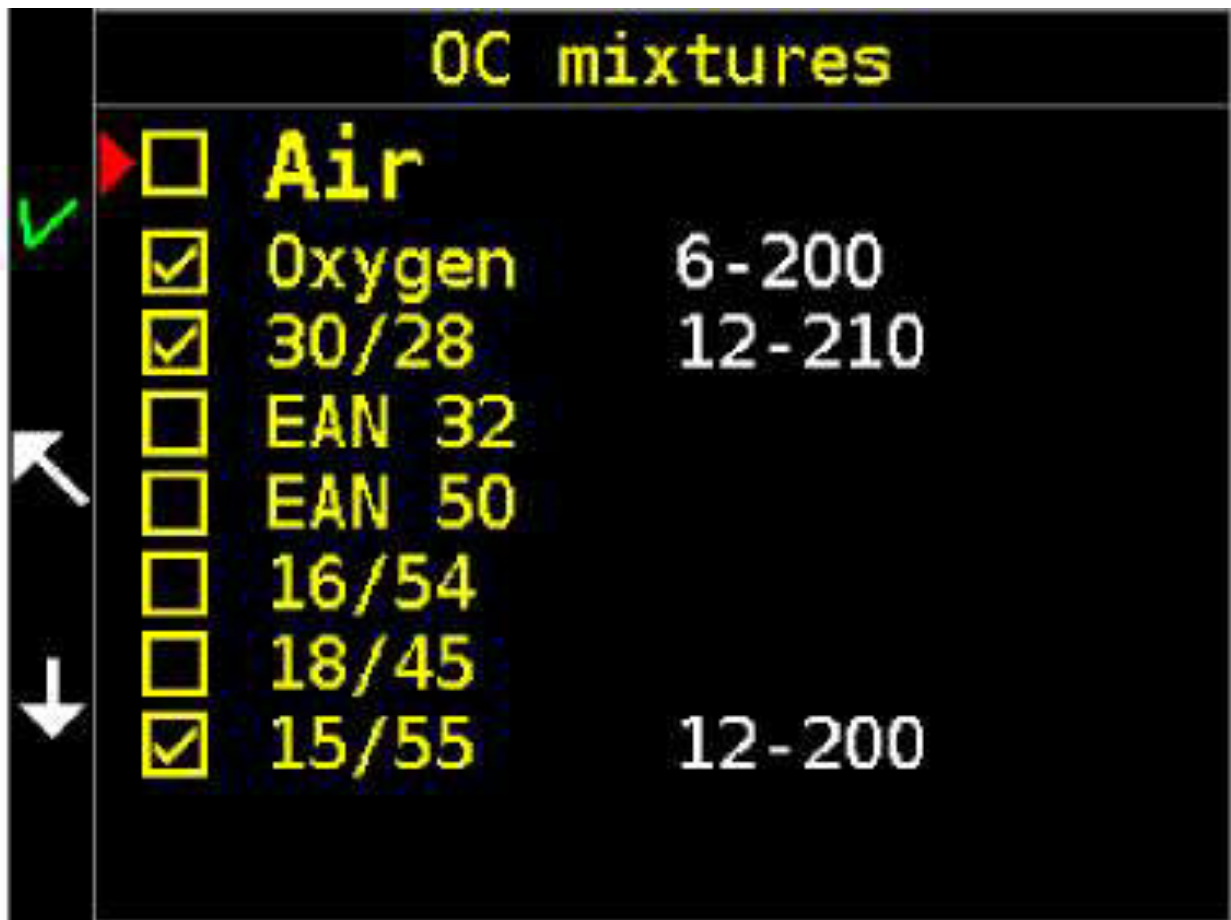 OC mixtures
Air
Oxygen 6-200
30/28 12-210
EAN 32
EAN 50
16/54
18/45
15/55 12-200